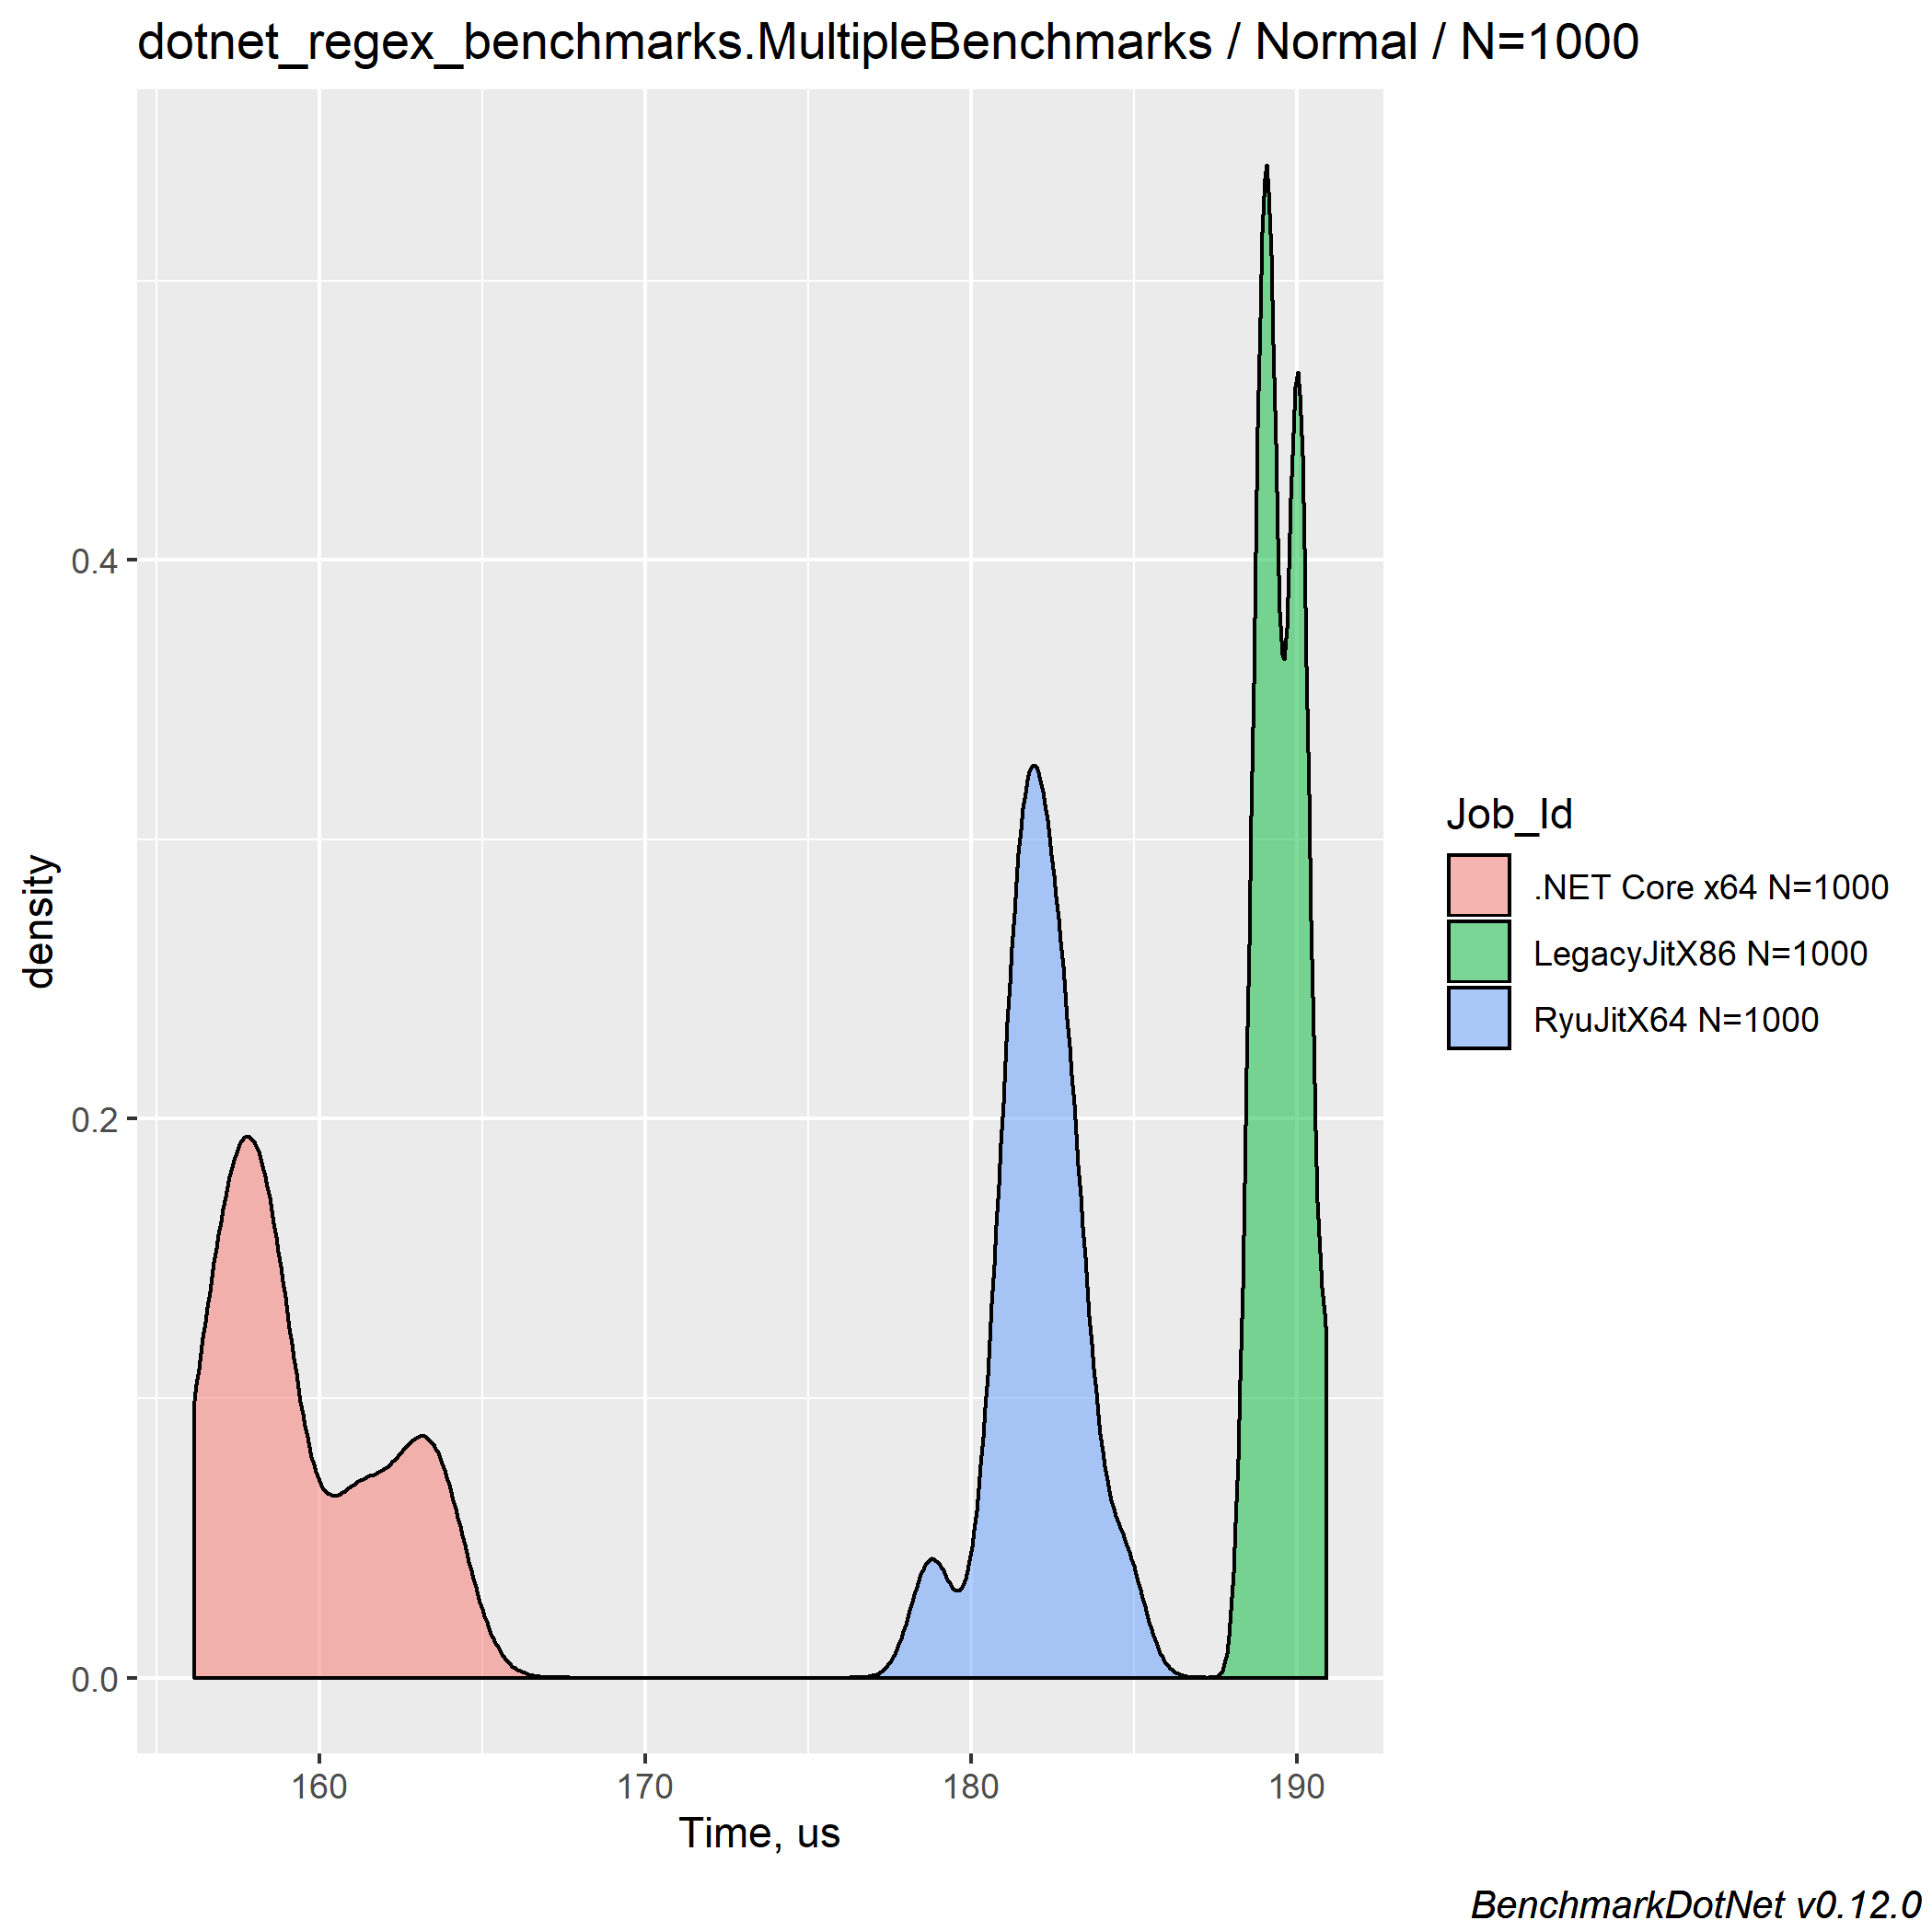 dotnet_regex_benchmarks.MultipleBenchmarks / Normal / N=1000
density
0.4
0.2
0.0
160 170 180 190
Time, us
Job_Id
.NET Core x64 N=1000
LegacyJitX86 N=1000
RyuJitX64 N=1000
BenchmarkDotNet v0.12.0